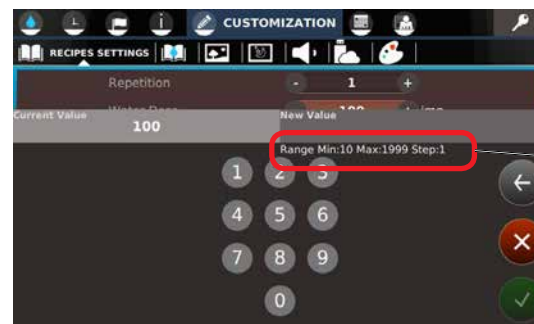 CUSTOMIZATION
RECIPES SETTINGS
Repetition - 1 +
Current Value
New Value
100
Range Min:10 Max:1999 Step:1
1 2 3
4 5 6
7 8 9
0